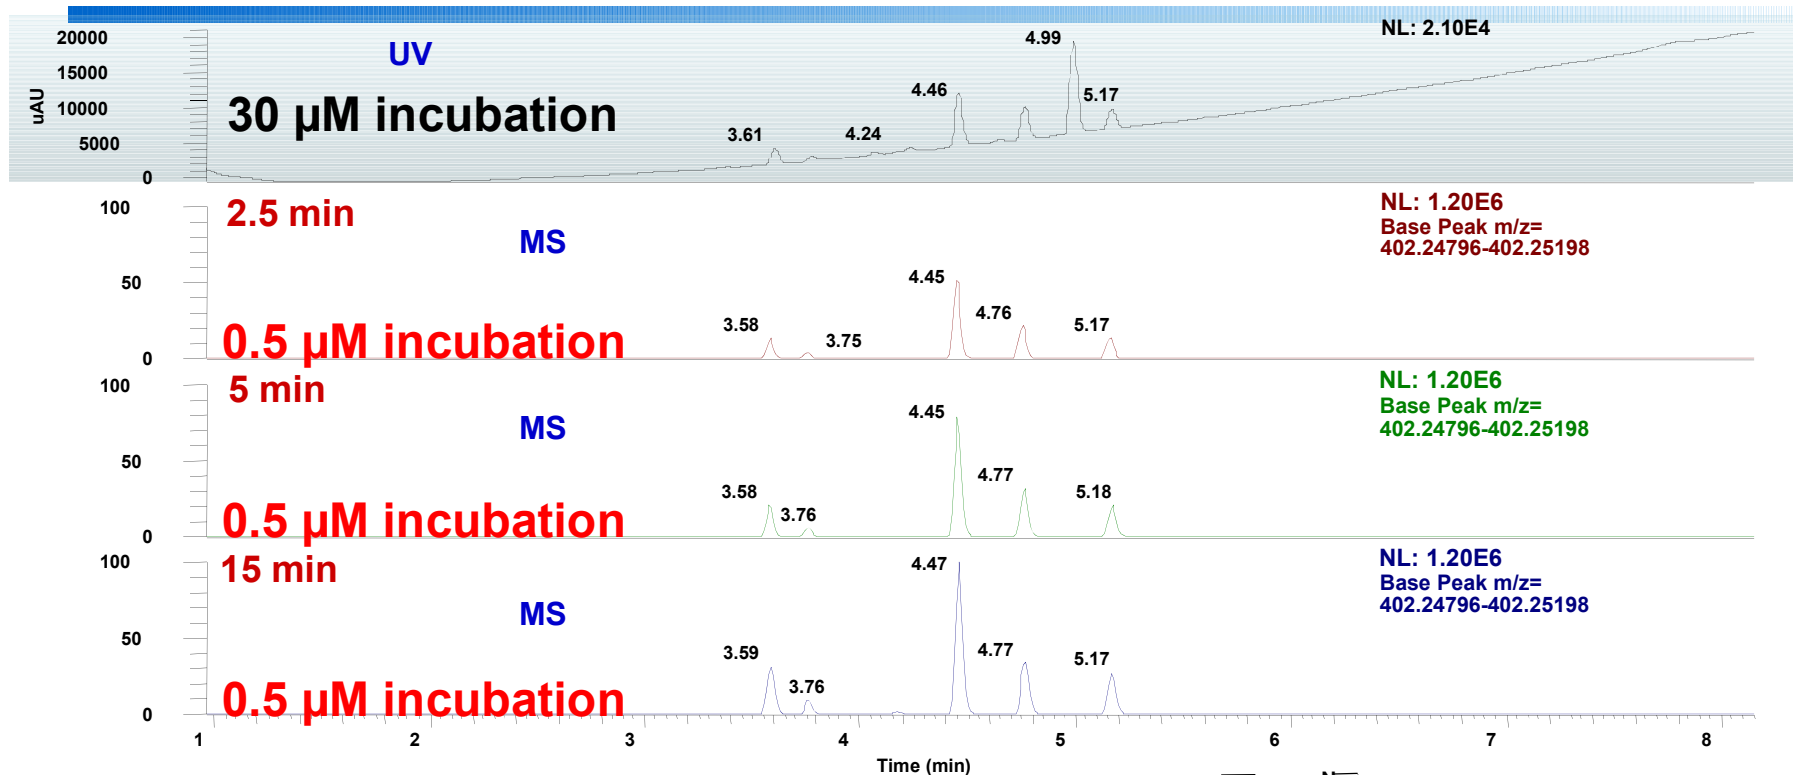 NL: 2.10E4
20000
15000
10000
5000
0
uAU
UV
30 µM incubation
3.61
4.24
4.46
4.99
5.17
100
50
0
2.5 min
MS
0.5 µM incubation
3.58
3.75
4.45
4.76
5.17
NL: 1.20E6
Base Peak m/z=
402.24796-402.25198
100
50
0
5 min
MS
0.5 µM incubation
3.58
3.76
4.45
4.77
5.18
NL: 1.20E6
Base Peak m/z=
402.24796-402.25198
100
50
0
15 min
MS
0.5 µM incubation
3.59
3.76
4.47
4.77
5.17
NL: 1.20E6
Base Peak m/z=
402.24796-402.25198
1 2 3 4 5 6 7 8
Time (min)